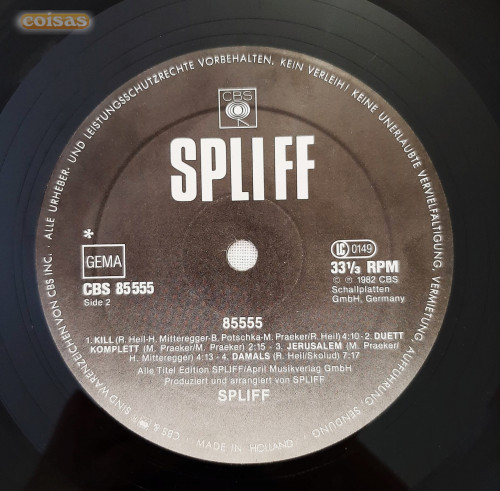 coisas
ALLE URHEBER- UND LEISTUNGSSCHUTZRECHTE VORBEHALTEN. KEIN VERLEIH! KEINE UNERLAUBTE VERVIELFÄLTIGUNG, VERMIETUNG, AUFFÜHRUNG, SENDUNG
CBS
SPLIFF
*
GEMA
CBS 85555
Side 2
LC 0149
33⅓ RPM
© ℗ 1982 CBS
Schallplatten
GmbH, Germany
85555
1. KILL (R. Heil-H. Mitteregger-B. Potschka-M. Praeker/R. Heil) 4:10 - 2. DUETT
KOMPLETT (M. Praeker/M. Praeker) 2:15 - 3. JERUSALEM (M. Praeker/
H. Mitteregger) 4:13 - 4. DAMALS (R. Heil/Skolud) 7:17
Alle Titel Edition SPLIFF/April Musikverlag GmbH
Produziert und arrangiert von SPLIFF
SPLIFF
CBS & SIND WARENZEICHEN VON CBS INC.
MADE IN HOLLAND